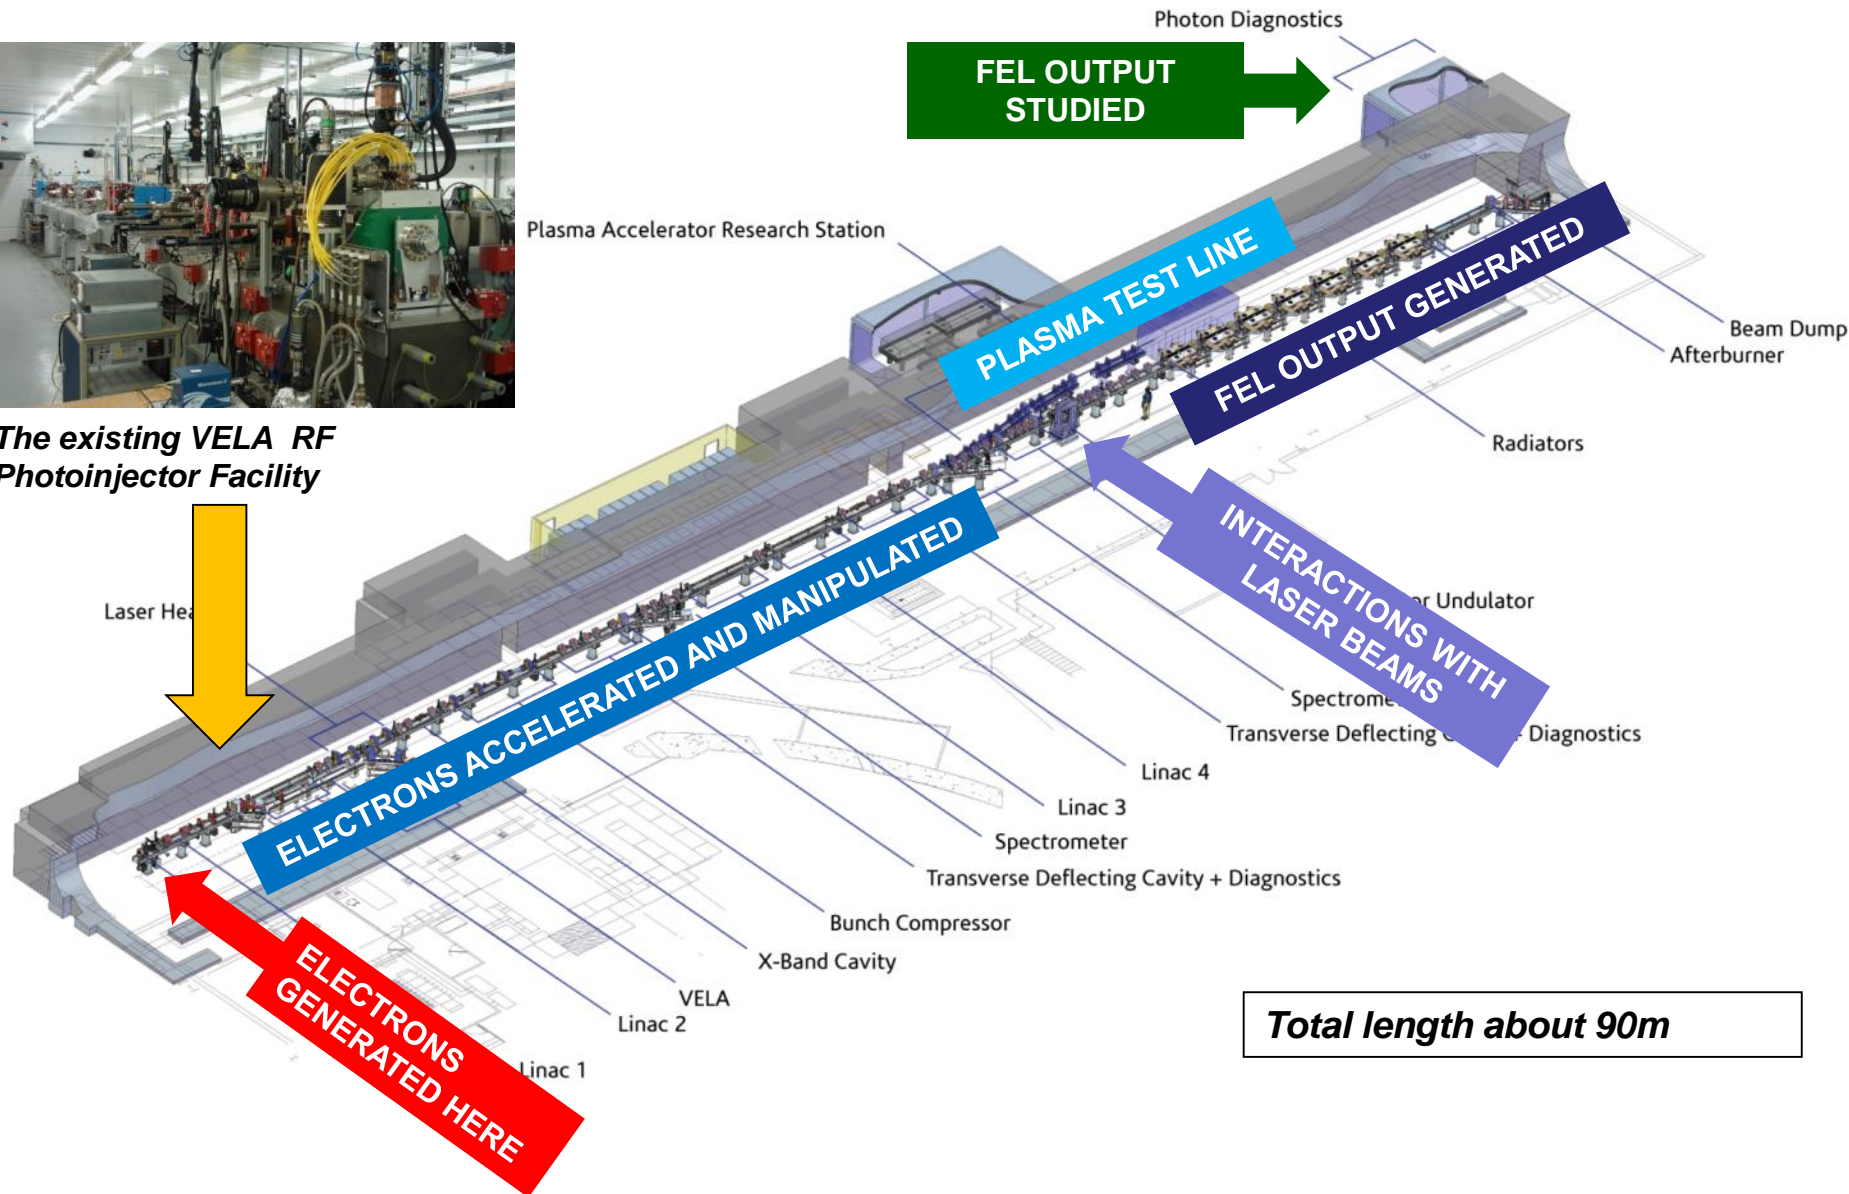 Photon Diagnostics
FEL OUTPUT
STUDIED
Plasma Accelerator Research Station
PLASMA TEST LINE
FEL OUTPUT GENERATED
Beam Dump
Afterburner
Radiators
The existing VELA RF
Photoinjector Facility
INTERACTIONS WITH
LASER BEAMS
Undulator
Laser
ELECTRONS ACCELERATED AND MANIPULATED
Transverse Deflecting + Diagnostics
Linac 4
Linac 3
Spectrometer
Transverse Deflecting Cavity + Diagnostics
Bunch Compressor
X-Band Cavity
VELA
Linac 2
Linac 1
ELECTRONS
GENERATED HERE
Total length about 90m